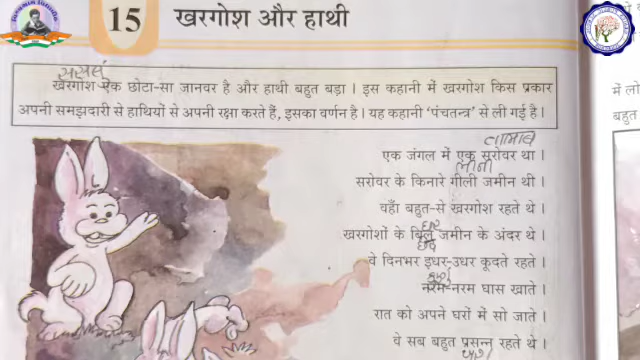 15 खरगोश और हाथी
खरगोश एक छोटा-सा जानवर है और हाथी बहुत बड़ा । इस कहानी में खरगोश किस प्रकार
अपनी समझदारी से हाथियों से अपनी रक्षा करते हैं, इसका वर्णन है। यह कहानी 'पंचतन्त्र' से ली गई है।
एक जंगल में एक सरोवर था ।
सरोवर के किनारे गीली जमीन थी ।
वहाँ बहुत-से खरगोश रहते थे ।
खरगोशों के बिल जमीन के अंदर थे ।
वे दिनभर इधर-उधर कूदते रहते ।
नरम-नरम घास खाते ।
रात को अपने घरों में सो जाते ।
वे सब बहुत प्रसन्न रहते थे ।
में लो
बहुत